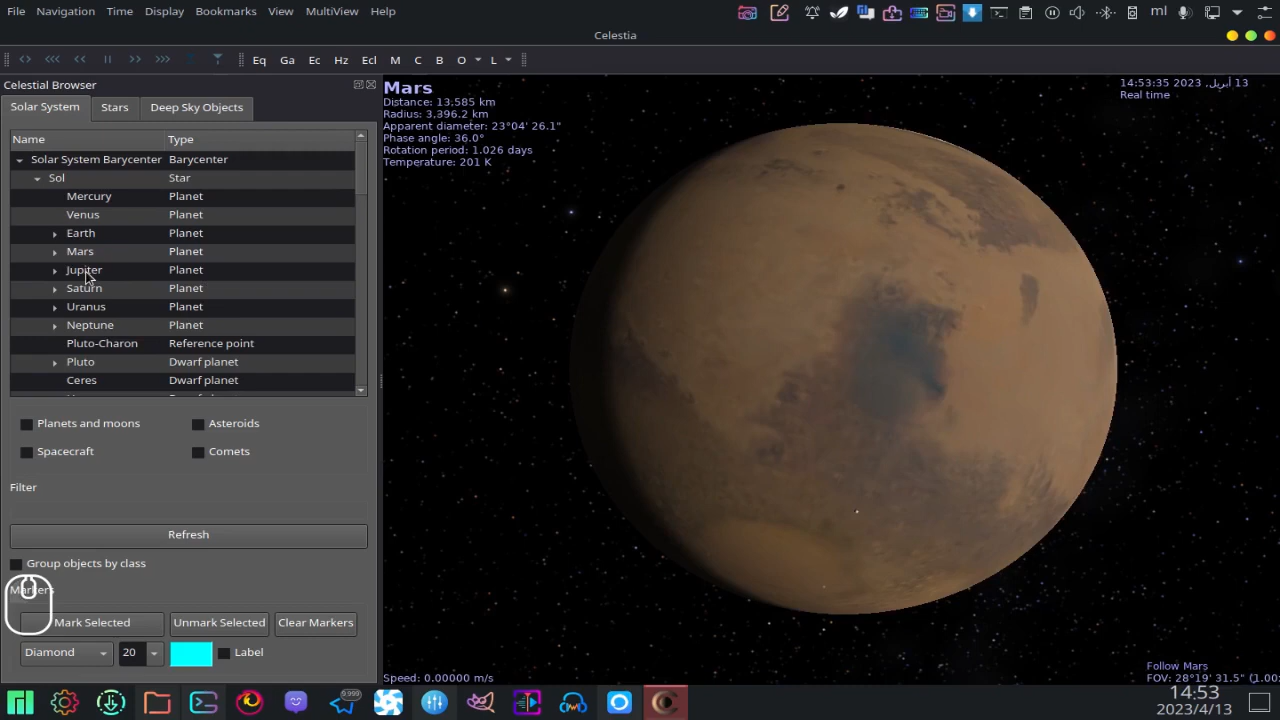 File Navigation Time Display Bookmarks View MultiView Help
ml
Celestia
Eq Ga Ec Hz Ecl M C B O L
Celestial Browser
Solar System Stars Deep Sky Objects
Name Type
Solar System Barycenter Barycenter
Sol Star
Mercury Planet
Venus Planet
Earth Planet
Mars Planet
Jupiter Planet
Saturn Planet
Uranus Planet
Neptune Planet
Pluto-Charon Reference point
Pluto Dwarf planet
Ceres Dwarf planet
Planets and moons Asteroids
Spacecraft Comets
Filter
Refresh
Group objects by class
Markers
Mark Selected Unmark Selected Clear Markers
Diamond 20 Label
Mars
Distance: 13,585 km
Radius: 3,396.2 km
Apparent diameter: 23°04' 26.1"
Phase angle: 36.0°
Rotation period: 1.026 days
Temperature: 201 K
13 أبريل, 2023 14:53:35
Real time
Speed: 0.00000 m/s
Follow Mars
FOV: 28°19' 31.5" (1.00
9,999
14:53
2023/4/13